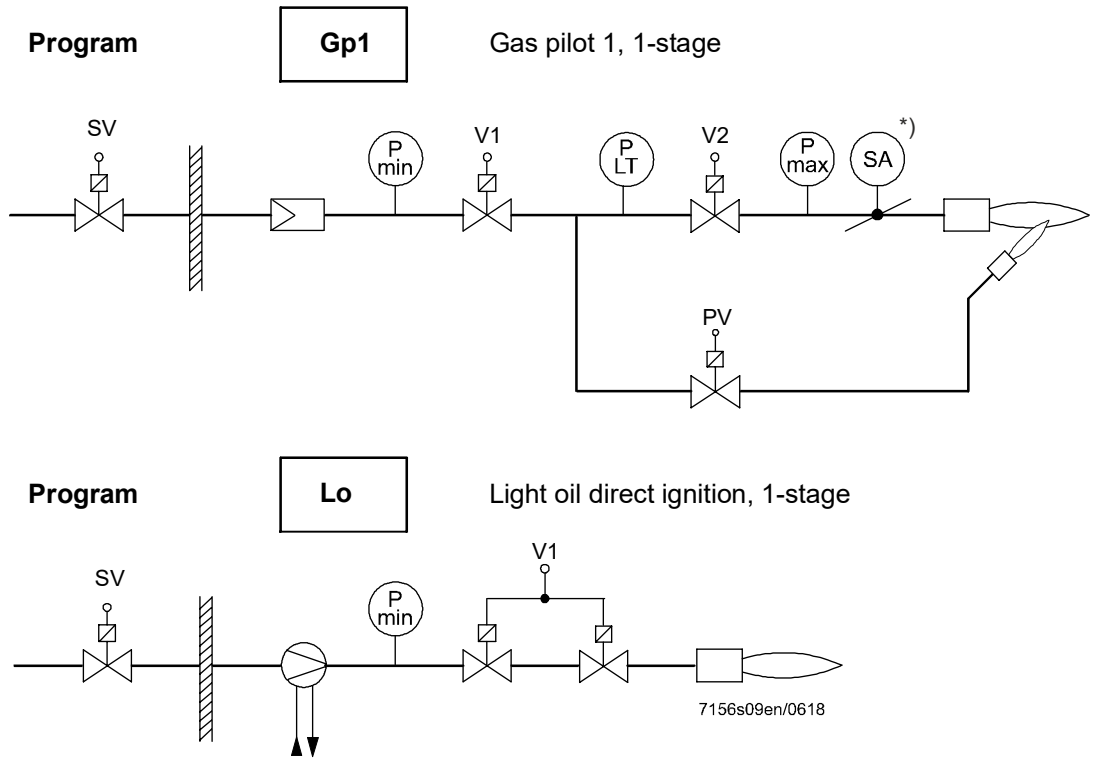 Program Gp1 Gas pilot 1, 1-stage
SV
P min
V1
P LT
V2
P max
SA
*)
PV
Program Lo Light oil direct ignition, 1-stage
SV
P min
V1
7156s09en/0618